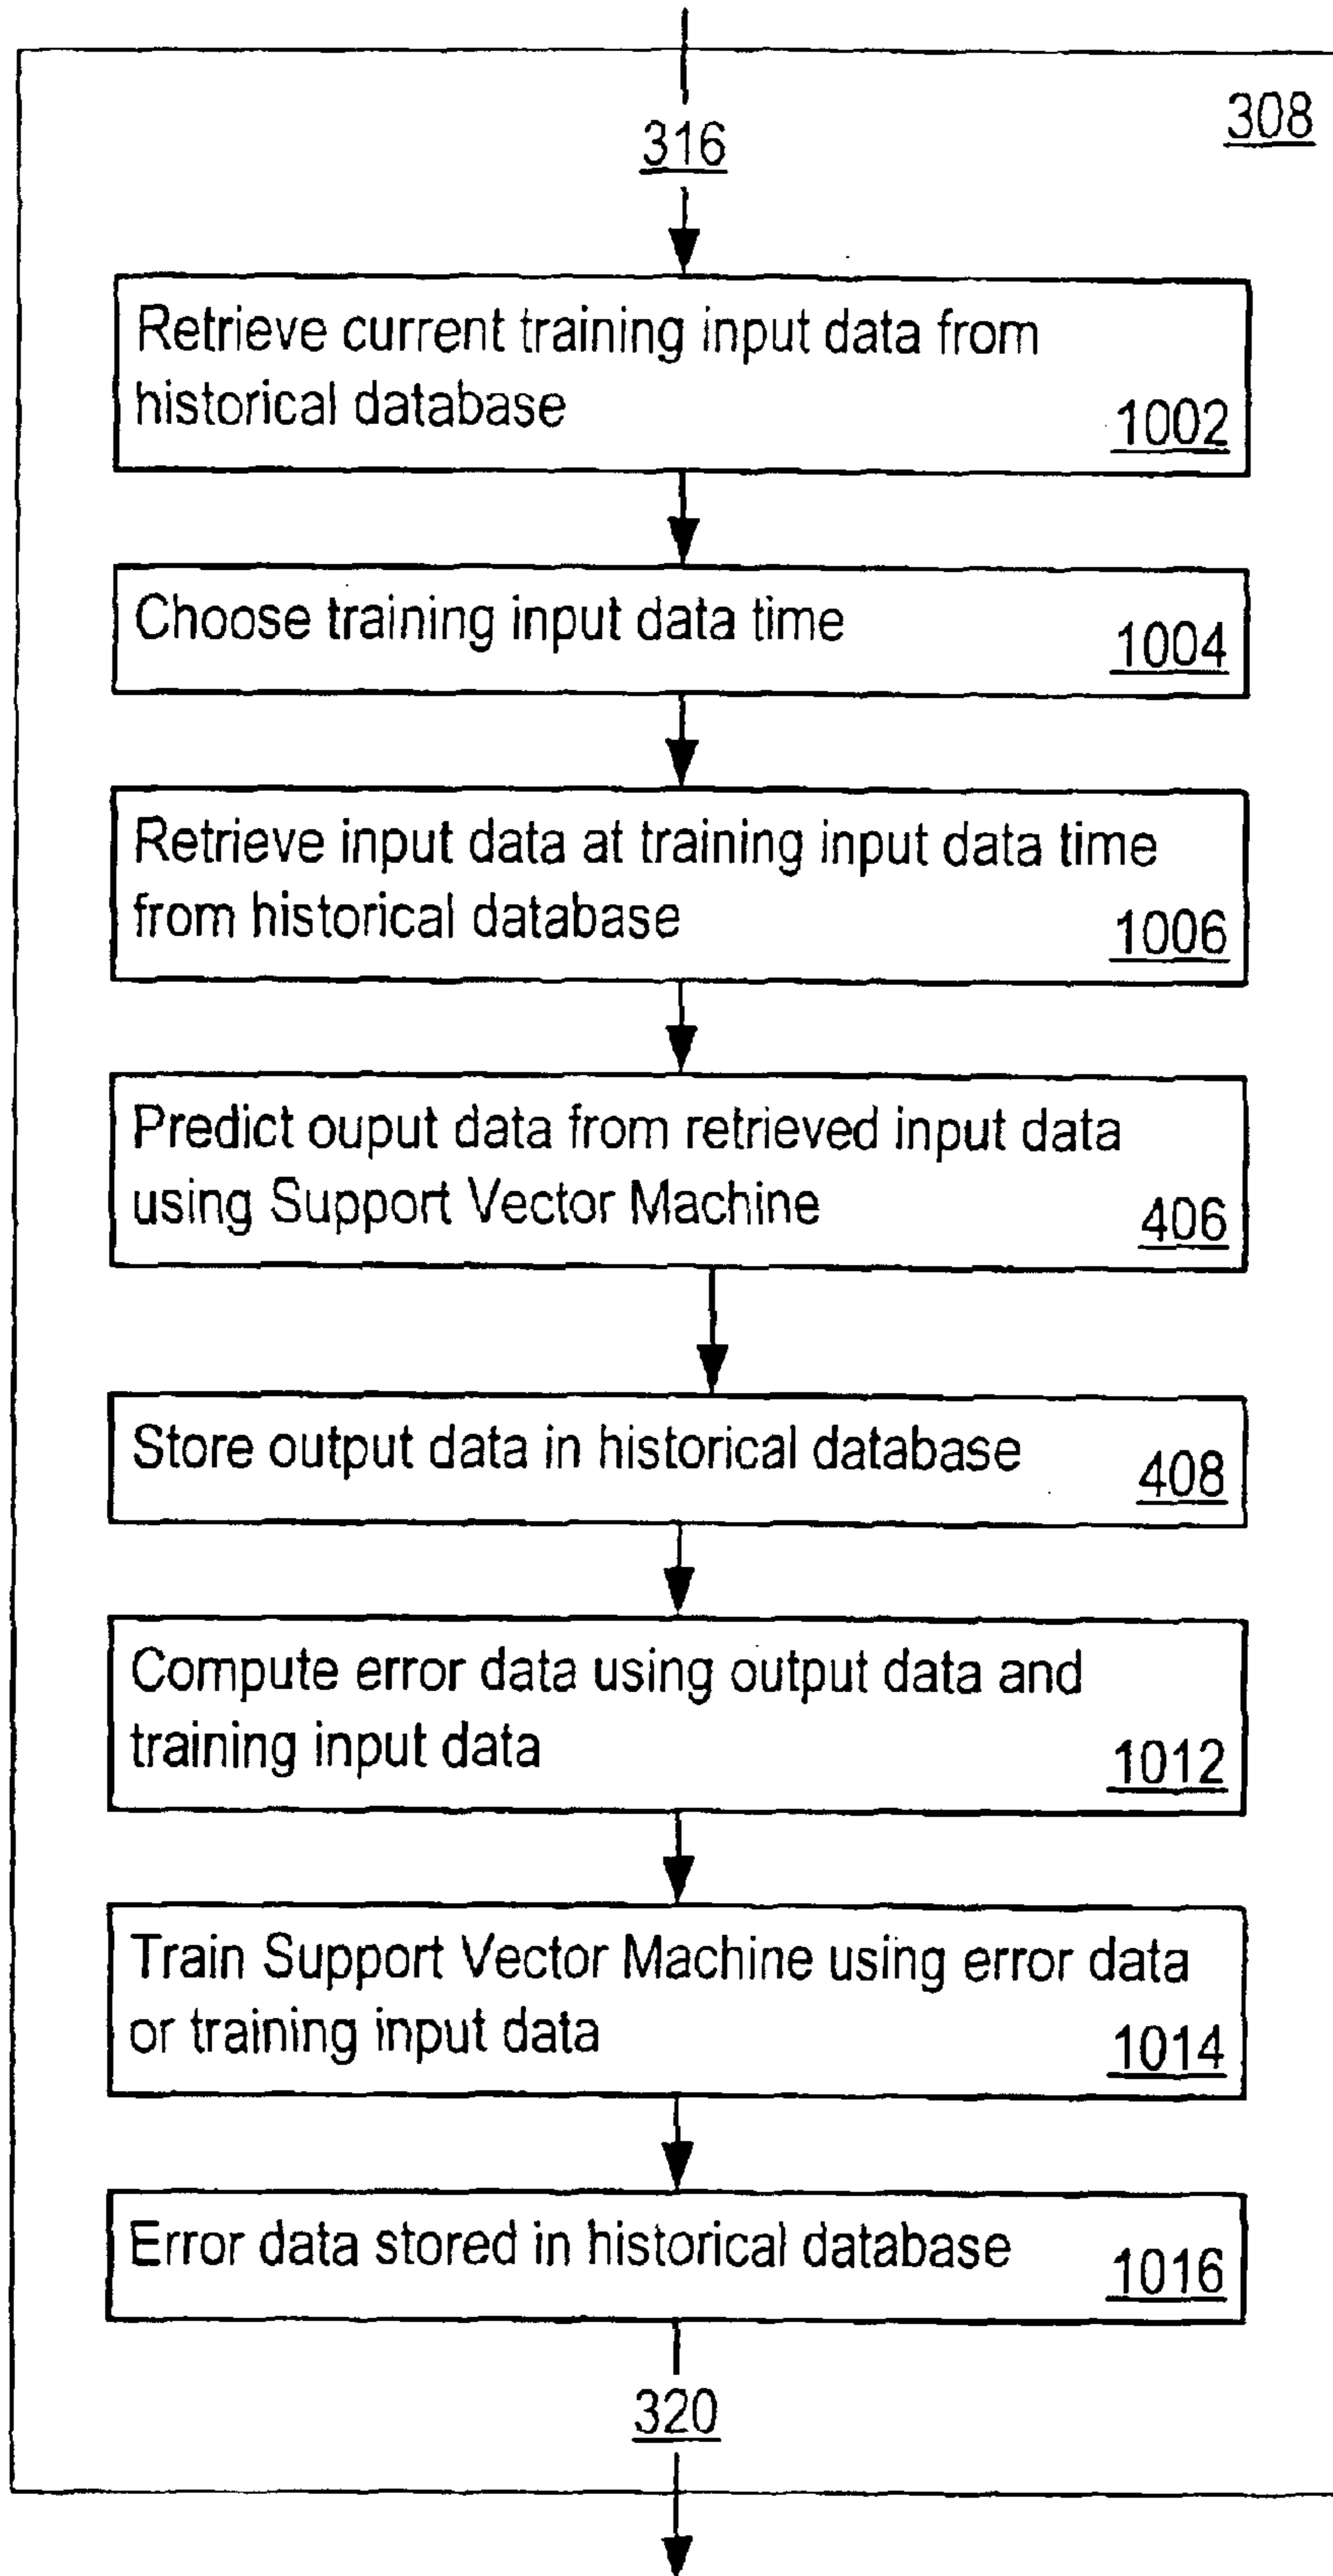 308
316
Retrieve current training input data from
historical database
1002
Choose training input data time
1004
Retrieve input data at training input data time
from historical database
1006
Predict ouput data from retrieved input data
using Support Vector Machine
406
Store output data in historical database
408
Compute error data using output data and
training input data
1012
Train Support Vector Machine using error data
or training input data
1014
Error data stored in historical database
1016
320